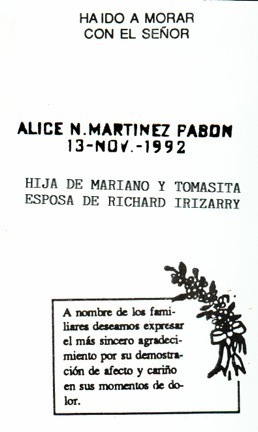 HA IDO A MORAR
CON EL SEÑOR
ALICE N. MARTINEZ PABON
13-NOV.-1992
HIJA DE MARIANO Y TOMASITA
ESPOSA DE RICHARD IRIZARRY
A nombre de los fami-
liares deseamos expresar
el más sincero agradeci-
miento por su demostra-
ción de afecto y cariño
en sus momentos de do-
lor.